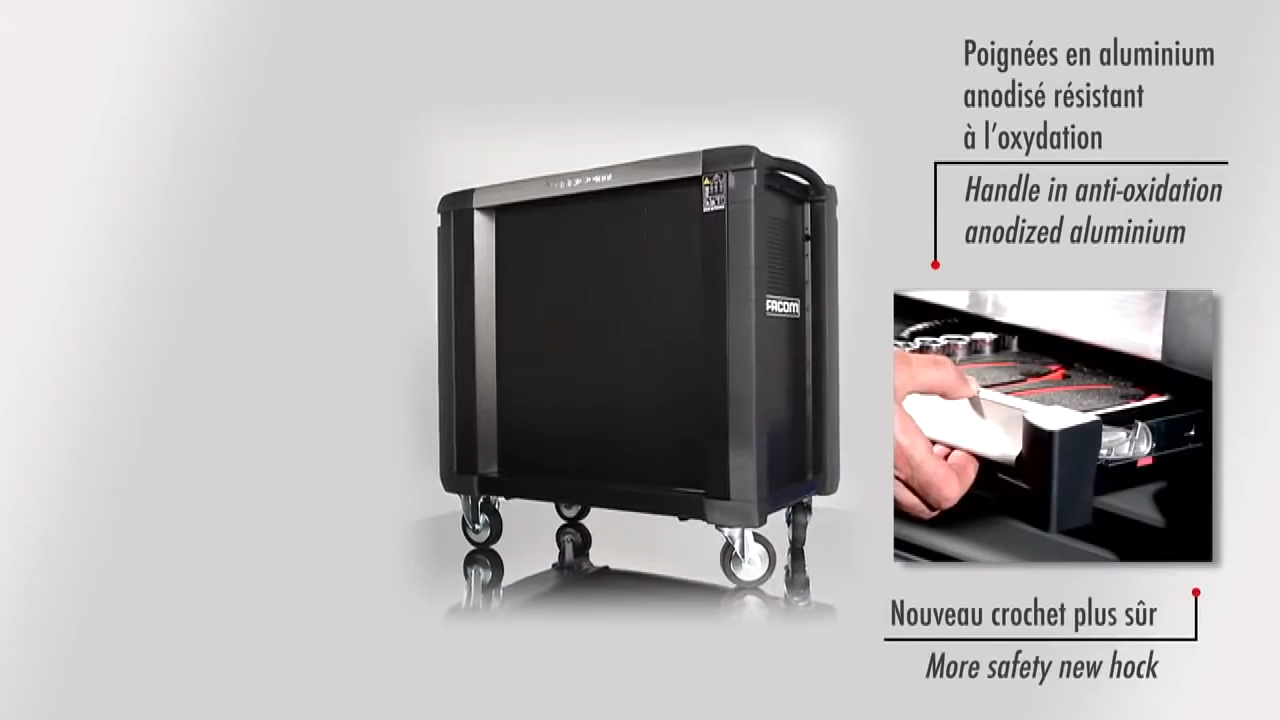 Poignées en aluminium
anodisé résistant
à l'oxydation
Handle in anti-oxidation
anodized aluminium
FACOM
Nouveau crochet plus sûr
More safety new hock